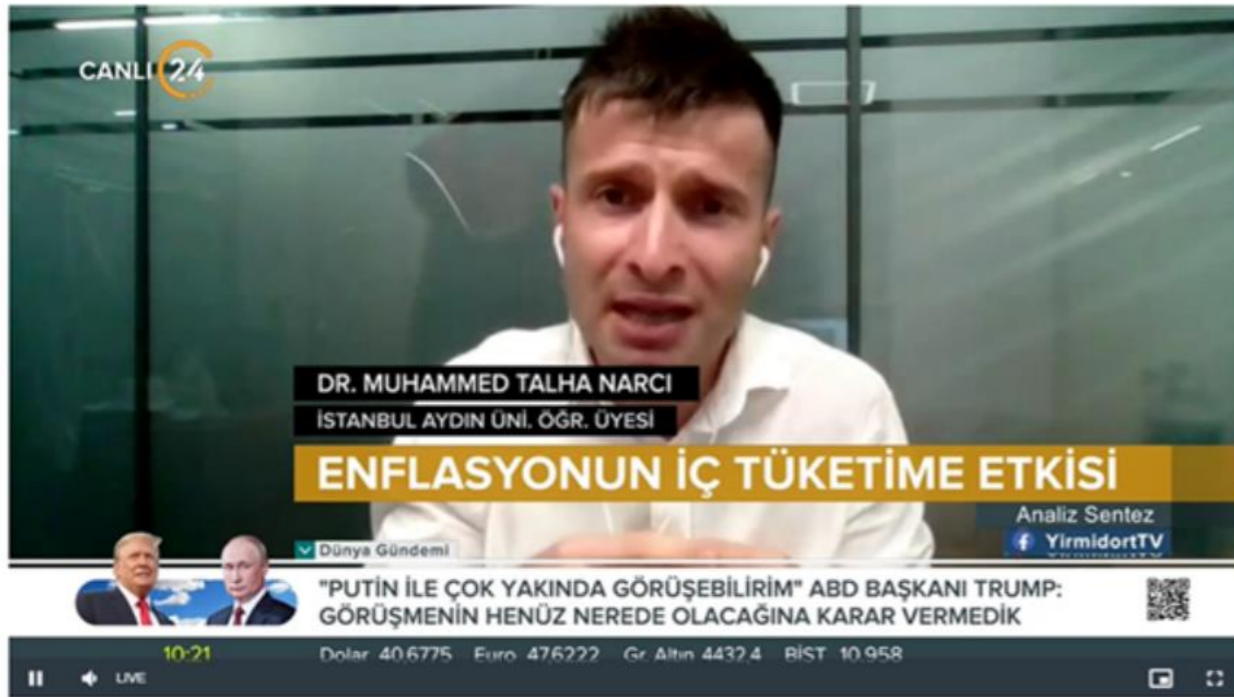 CANLI 24
DR. MUHAMMED TALHA NARCI
İSTANBUL AYDIN ÜNİ. ÖĞR. ÜYESİ
ENFLASYONUN İÇ TÜKETİME ETKİSİ
Analiz Sentez
YirmidortTV
Dünya Gündemi
"PUTİN İLE ÇOK YAKINDA GÖRÜŞEBİLİRİM" ABD BAŞKANI TRUMP:
GÖRÜŞMENİN HENÜZ NEREDE OLACAĞINA KARAR VERMEDİK
10:21 Dolar 40,6775 Euro 47,6222 Gr. Altın 4432,4 BİST 10.958
LIVE